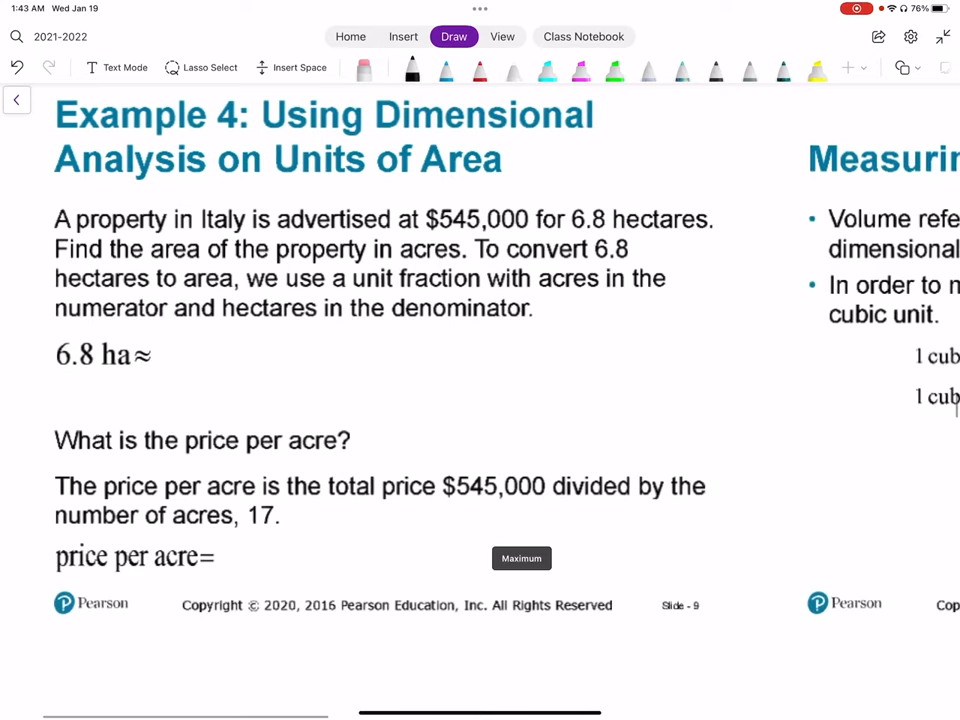 1:43 AM Wed Jan 19
76%
2021-2022
Home Insert Draw View Class Notebook
Text Mode Lasso Select Insert Space
Example 4: Using Dimensional
Analysis on Units of Area
A property in Italy is advertised at $545,000 for 6.8 hectares.
Find the area of the property in acres. To convert 6.8
hectares to area, we use a unit fraction with acres in the
numerator and hectares in the denominator.
6.8 ha≈
What is the price per acre?
The price per acre is the total price $545,000 divided by the
number of acres, 17.
price per acre=
Maximum
Pearson
Copyright © 2020, 2016 Pearson Education, Inc. All Rights Reserved
Slide - 9
Measurin
• Volume refe
dimensional
• In order to m
cubic unit.
1 cub
1 cub
Pearson
Cop